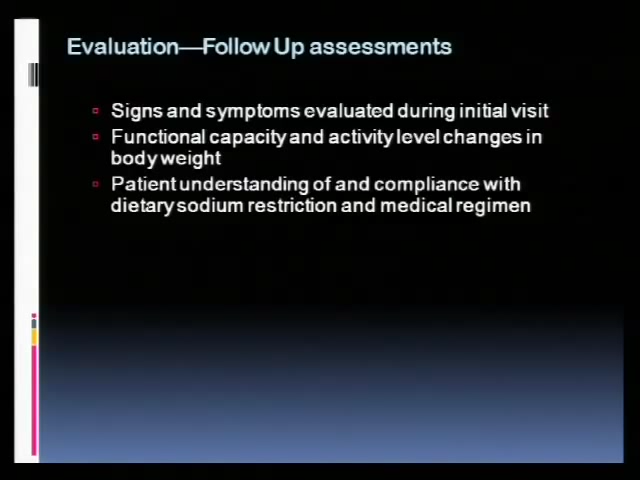 Evaluation—Follow Up assessments
Signs and symptoms evaluated during initial visit
Functional capacity and activity level changes in
body weight
Patient understanding of and compliance with
dietary sodium restriction and medical regimen